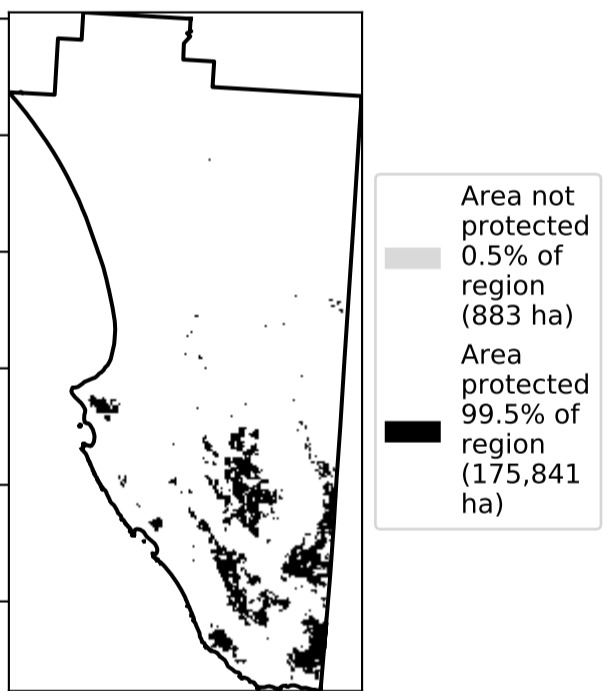 Area not
protected
0.5% of
region
(883 ha)
Area
protected
99.5% of
region
(175,841
ha)